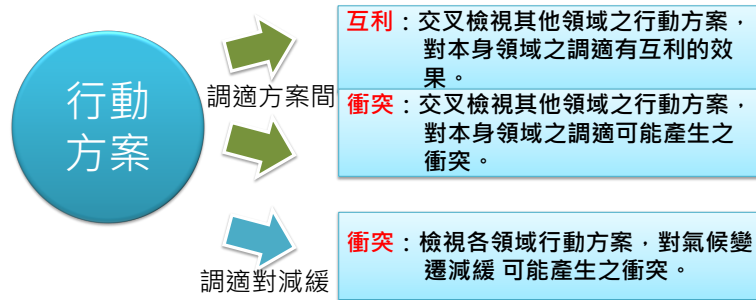 行動
方案
調適方案間
互利：交叉檢視其他領域之行動方案，
對本身領域之調適有互利的效
果。
衝突：交叉檢視其他領域之行動方案，
對本身領域之調適可能產生之
衝突。
調適對減緩
衝突：檢視各領域行動方案，對氣候變
遷減緩 可能產生之衝突。